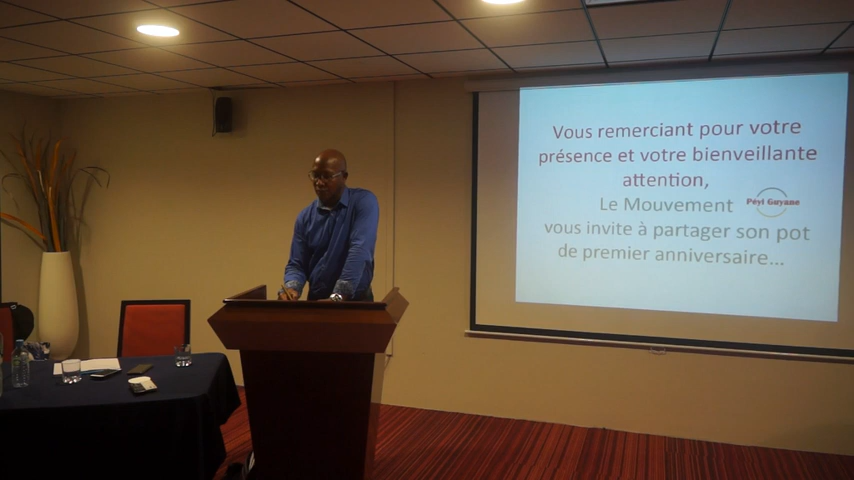 Vous remerciant pour votre
présence et votre bienveillante
attention,
Le Mouvement Péyi Guyane
vous invite à partager son pot
de premier anniversaire...